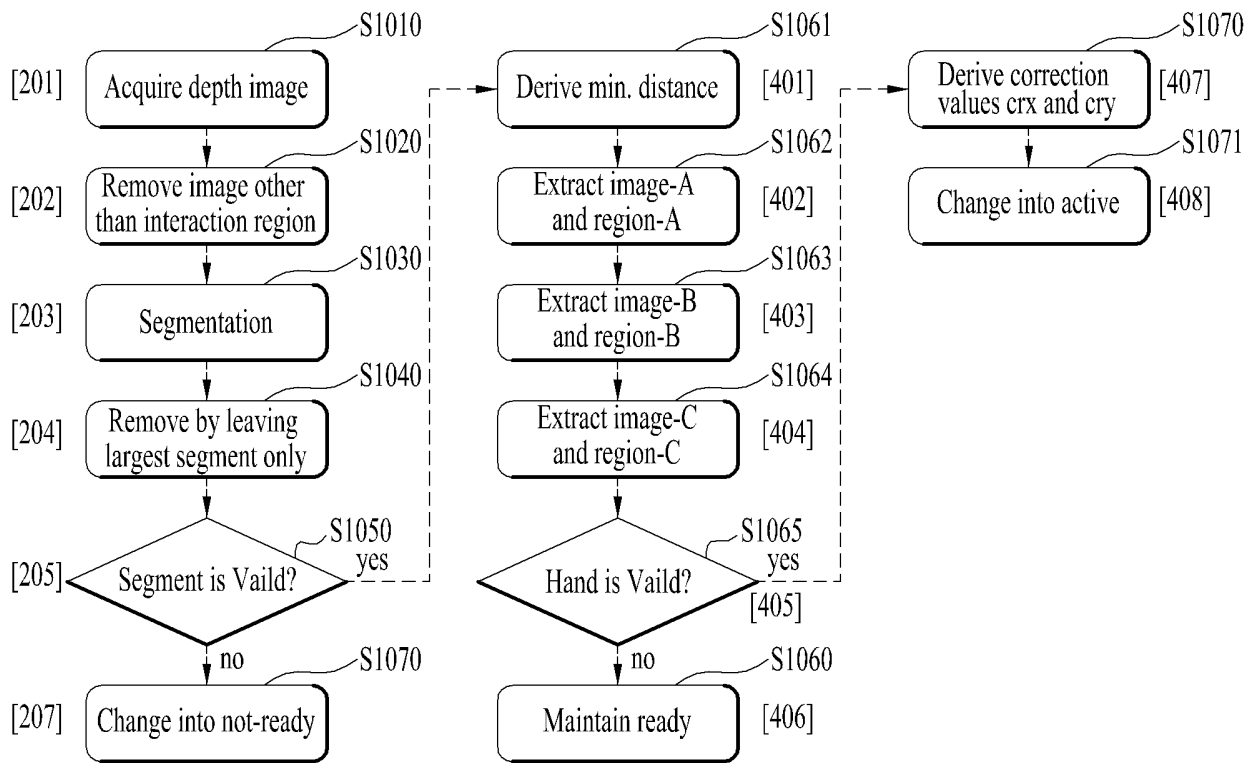 S1010
[201]
Acquire depth image
S1020
[202]
Remove image other
than interaction region
S1030
[203]
Segmentation
S1040
[204]
Remove by leaving
largest segment only
S1050
[205]
Segment is Vaild?
yes
no
S1070
[207]
Change into not-ready
S1061
Derive min. distance
[401]
S1062
Extract image-A
and region-A
[402]
S1063
Extract image-B
and region-B
[403]
S1064
Extract image-C
and region-C
[404]
S1065
Hand is Vaild?
yes
[405]
no
S1060
Maintain ready
[406]
S1070
Derive correction
values crx and cry
[407]
S1071
Change into active
[408]